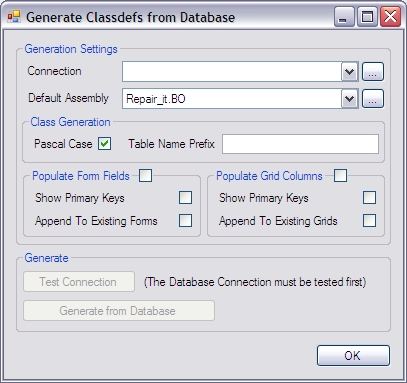 Generate Classdefs from Database
Generation Settings
Connection
...
Default Assembly Repair_it.BO
...
Class Generation
Pascal Case Table Name Prefix
Populate Form Fields
Show Primary Keys
Append To Existing Forms
Populate Grid Columns
Show Primary Keys
Append To Existing Grids
Generate
Test Connection (The Database Connection must be tested first)
Generate from Database
OK